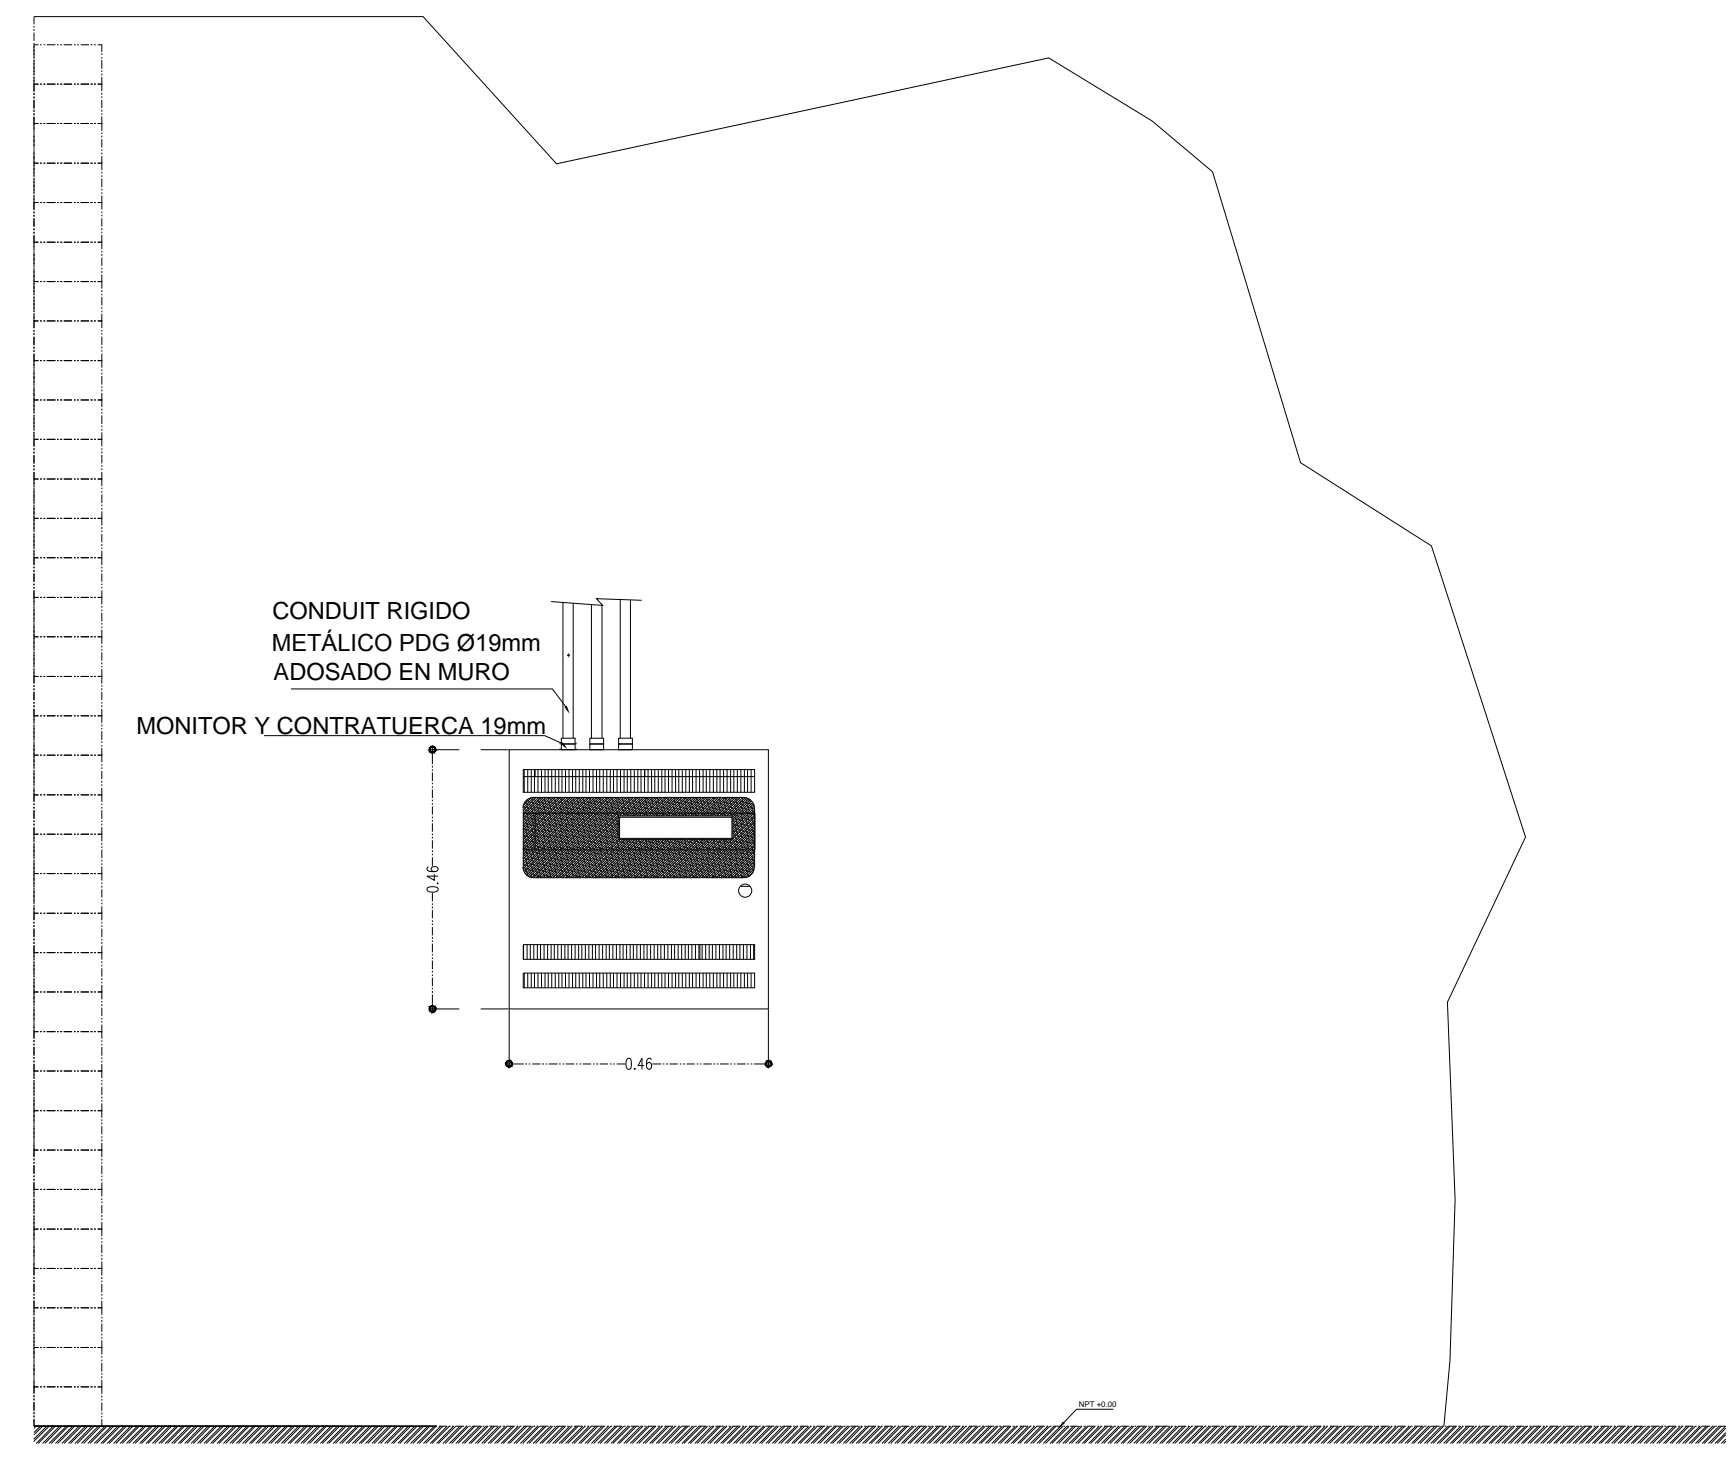 CONDUIT RIGIDO
METÁLICO PDG Ø19mm
ADOSADO EN MURO
MONITOR Y CONTRATUERCA 19mm
0.46
0.46
NPT +0.00